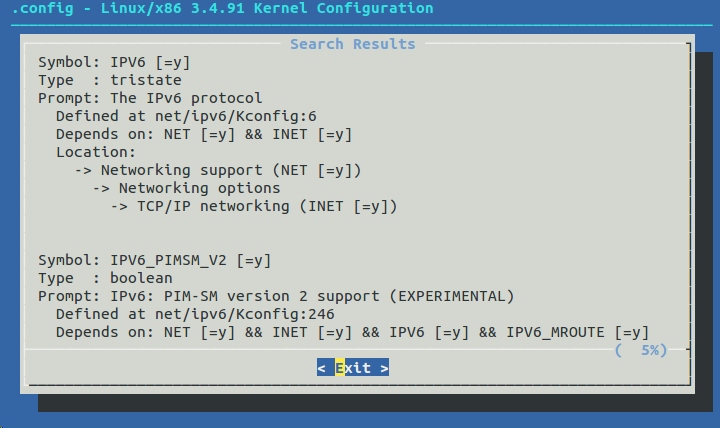 .config - Linux/x86 3.4.91 Kernel Configuration
Search Results
Symbol: IPV6 [=y]
Type  : tristate
Prompt: The IPv6 protocol
  Defined at net/ipv6/Kconfig:6
  Depends on: NET [=y] && INET [=y]
  Location:
    -> Networking support (NET [=y])
      -> Networking options
        -> TCP/IP networking (INET [=y])
Symbol: IPV6_PIMSM_V2 [=y]
Type  : boolean
Prompt: IPv6: PIM-SM version 2 support (EXPERIMENTAL)
  Defined at net/ipv6/Kconfig:246
  Depends on: NET [=y] && INET [=y] && IPV6 [=y] && IPV6_MROUTE [=y]
(  5%)
< Exit >